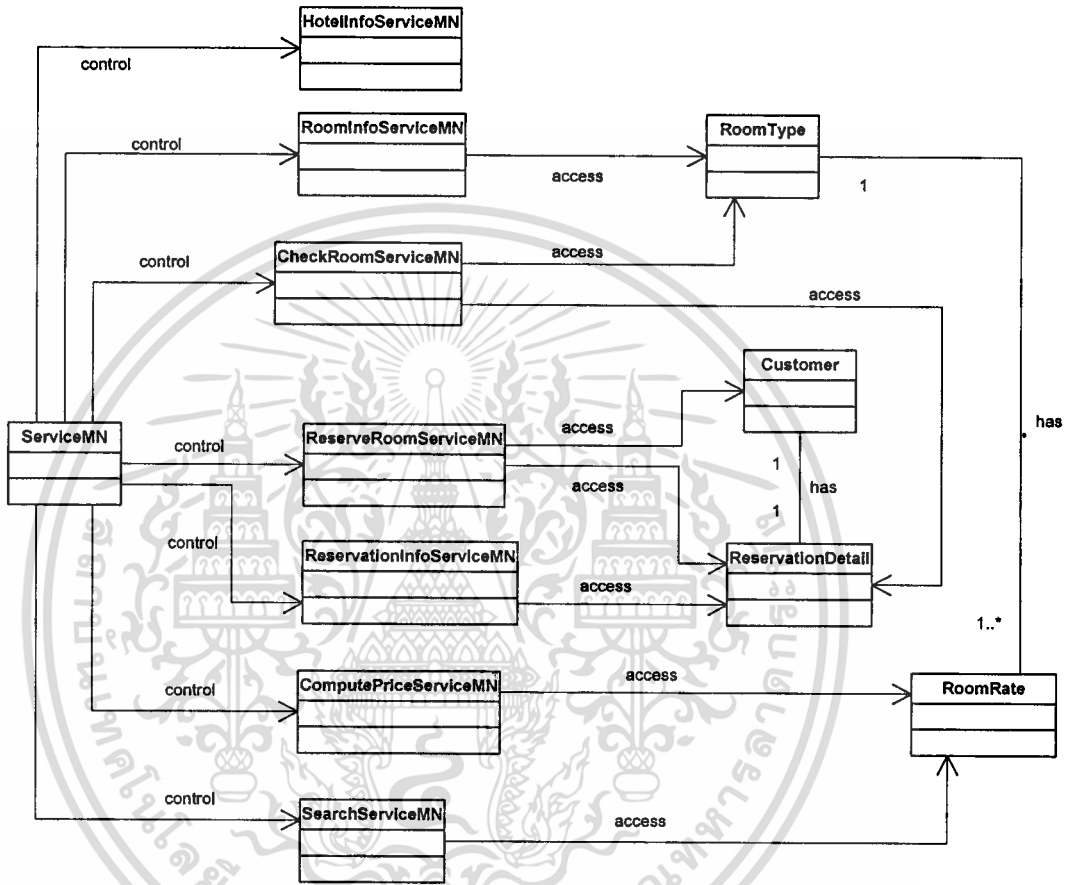 HotelInfoServiceMN
control
RoomInfoServiceMN
RoomType
control
access
1
CheckRoomServiceMN
control
access
access
Customer
ServiceMN
ReserveRoomServiceMN
control
access
has
1
access
has
1
control
ReservationInfoServiceMN
ReservationDetail
access
1..*
ComputePriceServiceMN
control
access
RoomRate
SearchServiceMN
control
access